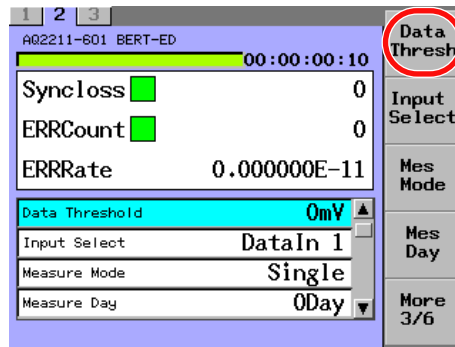 1 2 3
AQ2211-601 BERT-ED
00:00:00:10
Syncloss 0
ERRCount 0
ERRRate 0.000000E-11
Data Threshold 0mV
Input Select DataIn 1
Measure Mode Single
Measure Day 0Day
Data
Thresh
Input
Select
Mes
Mode
Mes
Day
More
3/6